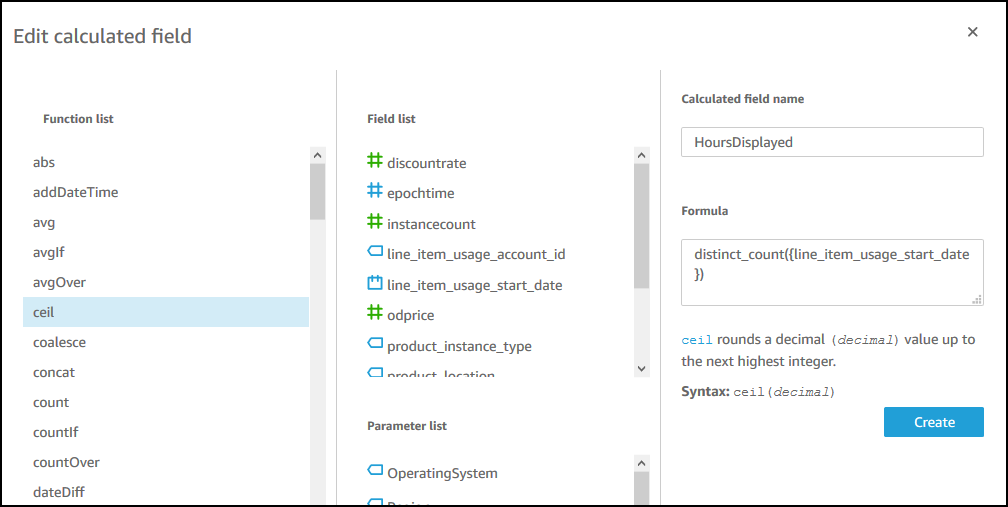 Edit calculated field
Function list
abs
addDateTime
avg
avgIf
avgOver
ceil
coalesce
concat
count
countIf
countOver
dateDiff
Field list
discountrate
epochtime
instancecount
line_item_usage_account_id
line_item_usage_start_date
odprice
product_instance_type
product_location
Parameter list
OperatingSystem
Calculated field name
HoursDisplayed
Formula
distinct_count({line_item_usage_start_date
})
ceil rounds a decimal (decimal) value up to
the next highest integer.
Syntax: ceil(decimal)
Create